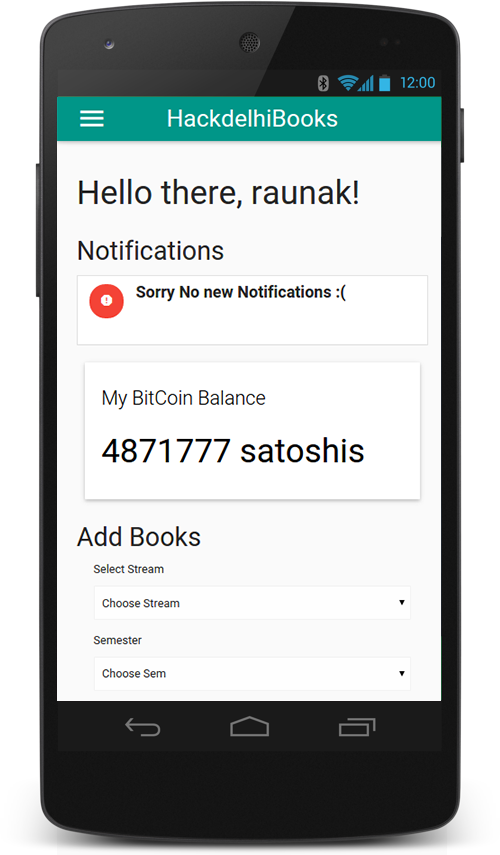 12:00
HackdelhiBooks
Hello there, raunak!
Notifications
Sorry No new Notifications :(
My BitCoin Balance
4871777 satoshis
Add Books
Select Stream
Choose Stream
Semester
Choose Sem